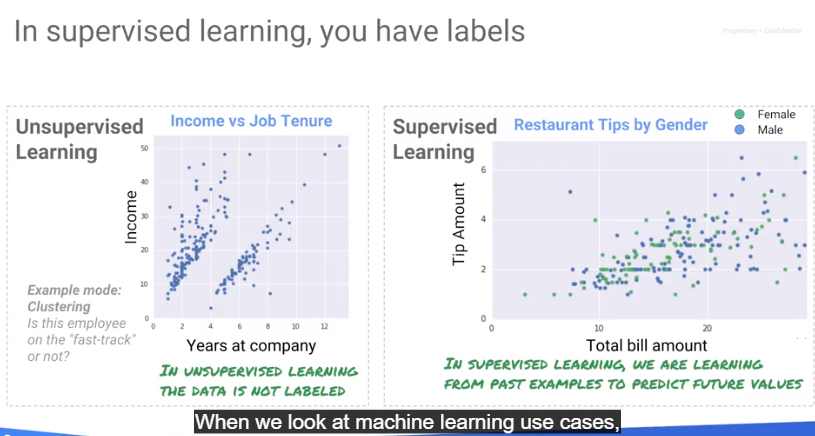 In supervised learning, you have labels
Proprietary + Confidential
Unsupervised
Learning
Income vs Job Tenure
Income
50
40
30
20
10
0
0 2 4 6 8 10 12
Years at company
Example mode:
Clustering
Is this employee
on the "fast-track"
or not?
IN UNSUPERVISED LEARNING
THE DATA IS NOT LABELED
Supervised
Learning
Restaurant Tips by Gender
Female
Male
Tip Amount
6
4
2
0
0 10 20
Total bill amount
IN SUPERVISED LEARNING, WE ARE LEARNING
FROM PAST EXAMPLES TO PREDICT FUTURE VALUES
When we look at machine learning use cases,